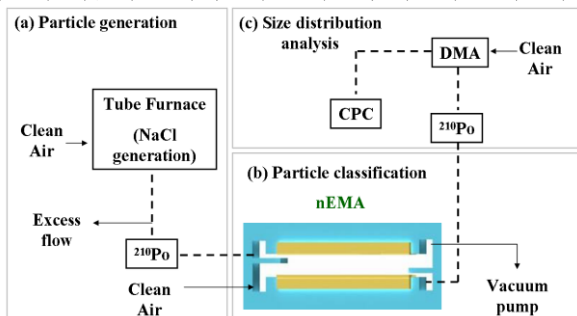 (a) Particle generation
Tube Furnace
(NaCl
generation)
Clean
Air
Excess
flow
²¹⁰Po
Clean
Air
(c) Size distribution
analysis
DMA
Clean
Air
CPC
²¹⁰Po
(b) Particle classification
nEMA
Vacuum
pump